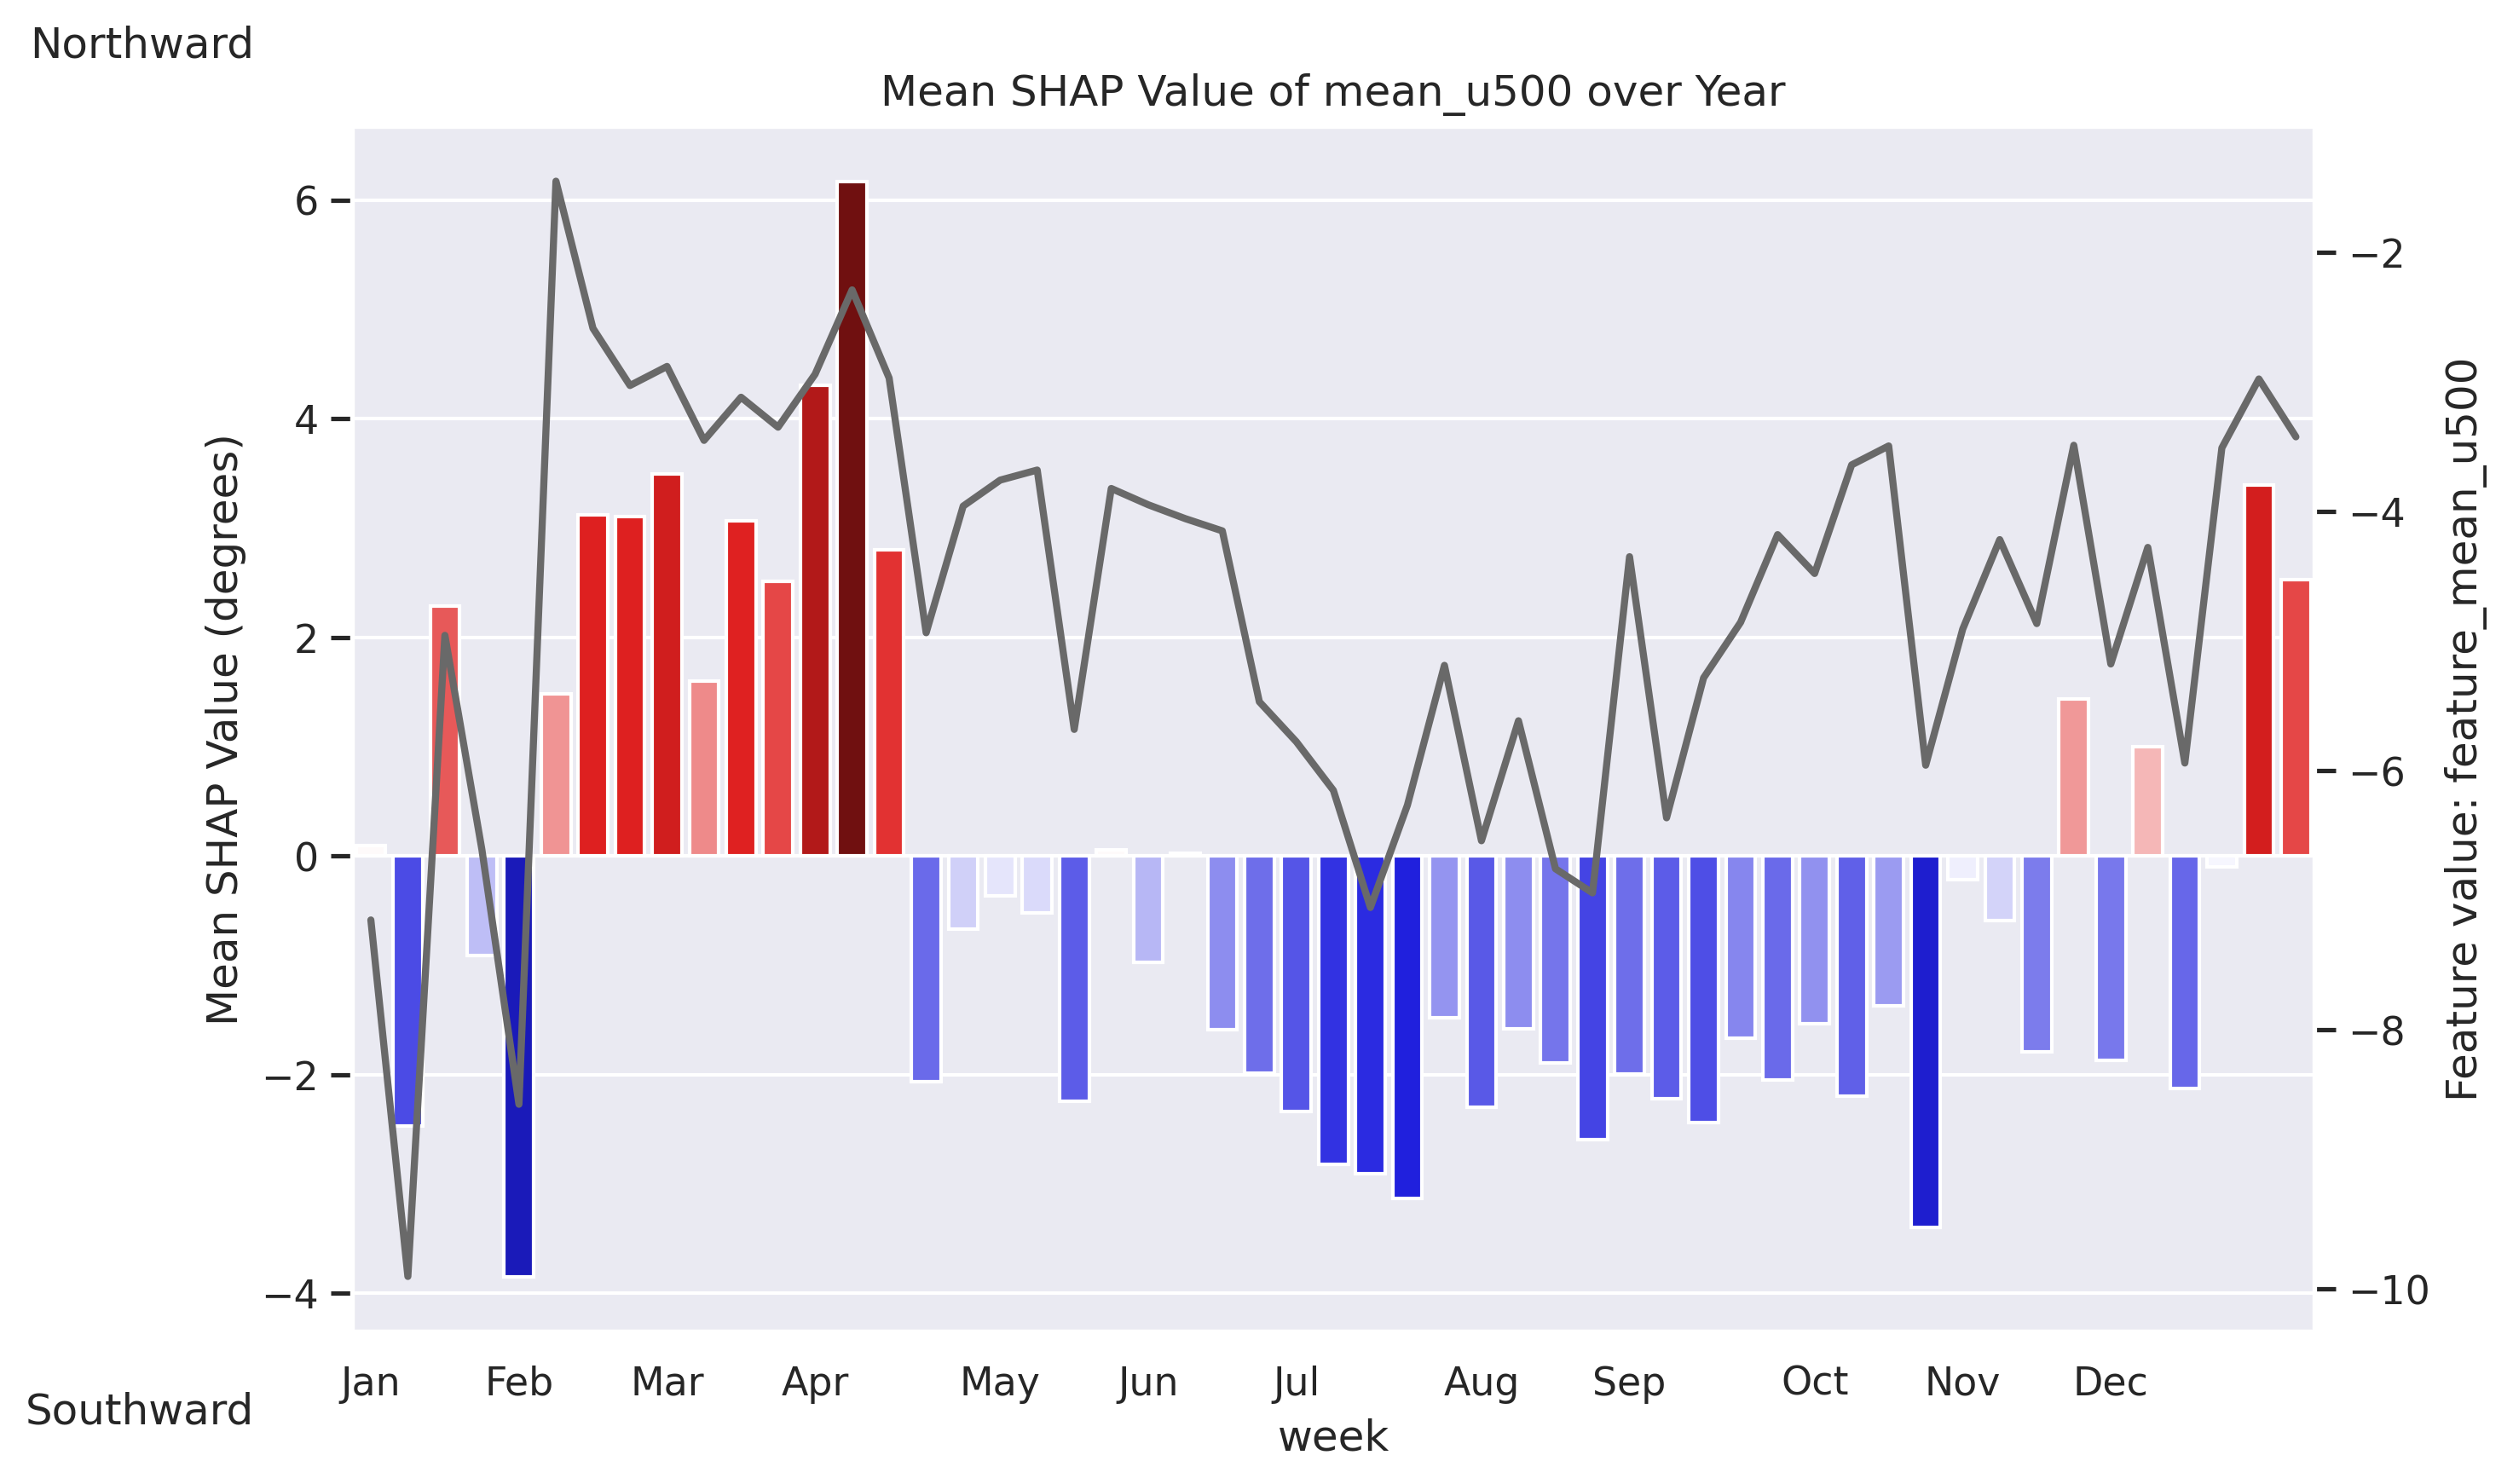 Northward
Mean SHAP Value of mean_u500 over Year
Mean SHAP Value (degrees)
6
4
2
0
−2
−4
−2
−4
−6
−8
−10
Feature value: feature_mean_u500
Jan Feb Mar Apr May Jun Jul Aug Sep Oct Nov Dec
week
Southward